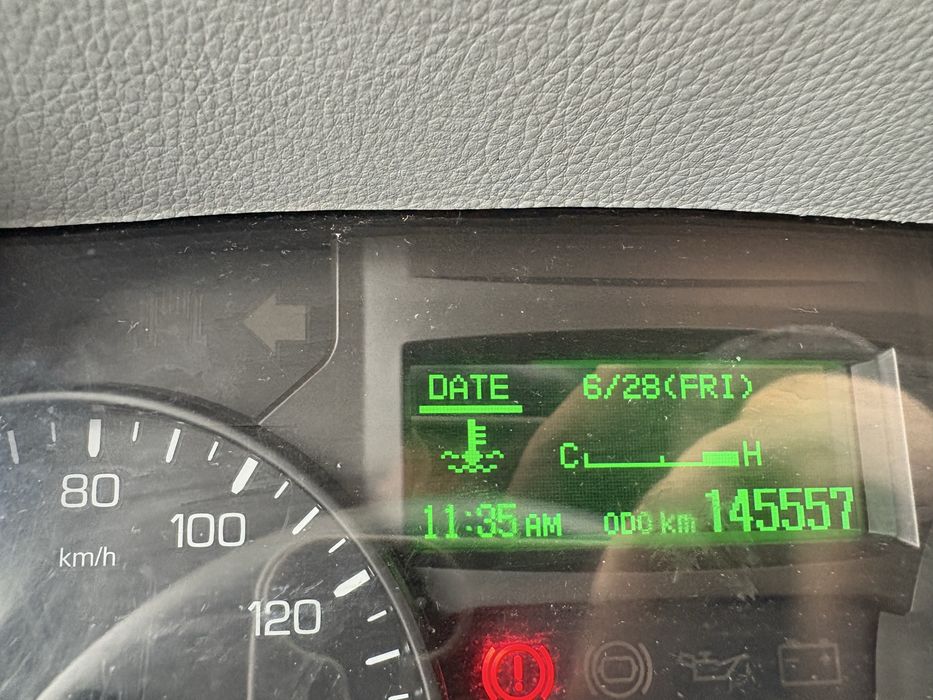 DATE 6/28(FRI)
C H
11:35 AM ODO km 145557
80
100
km/h
120